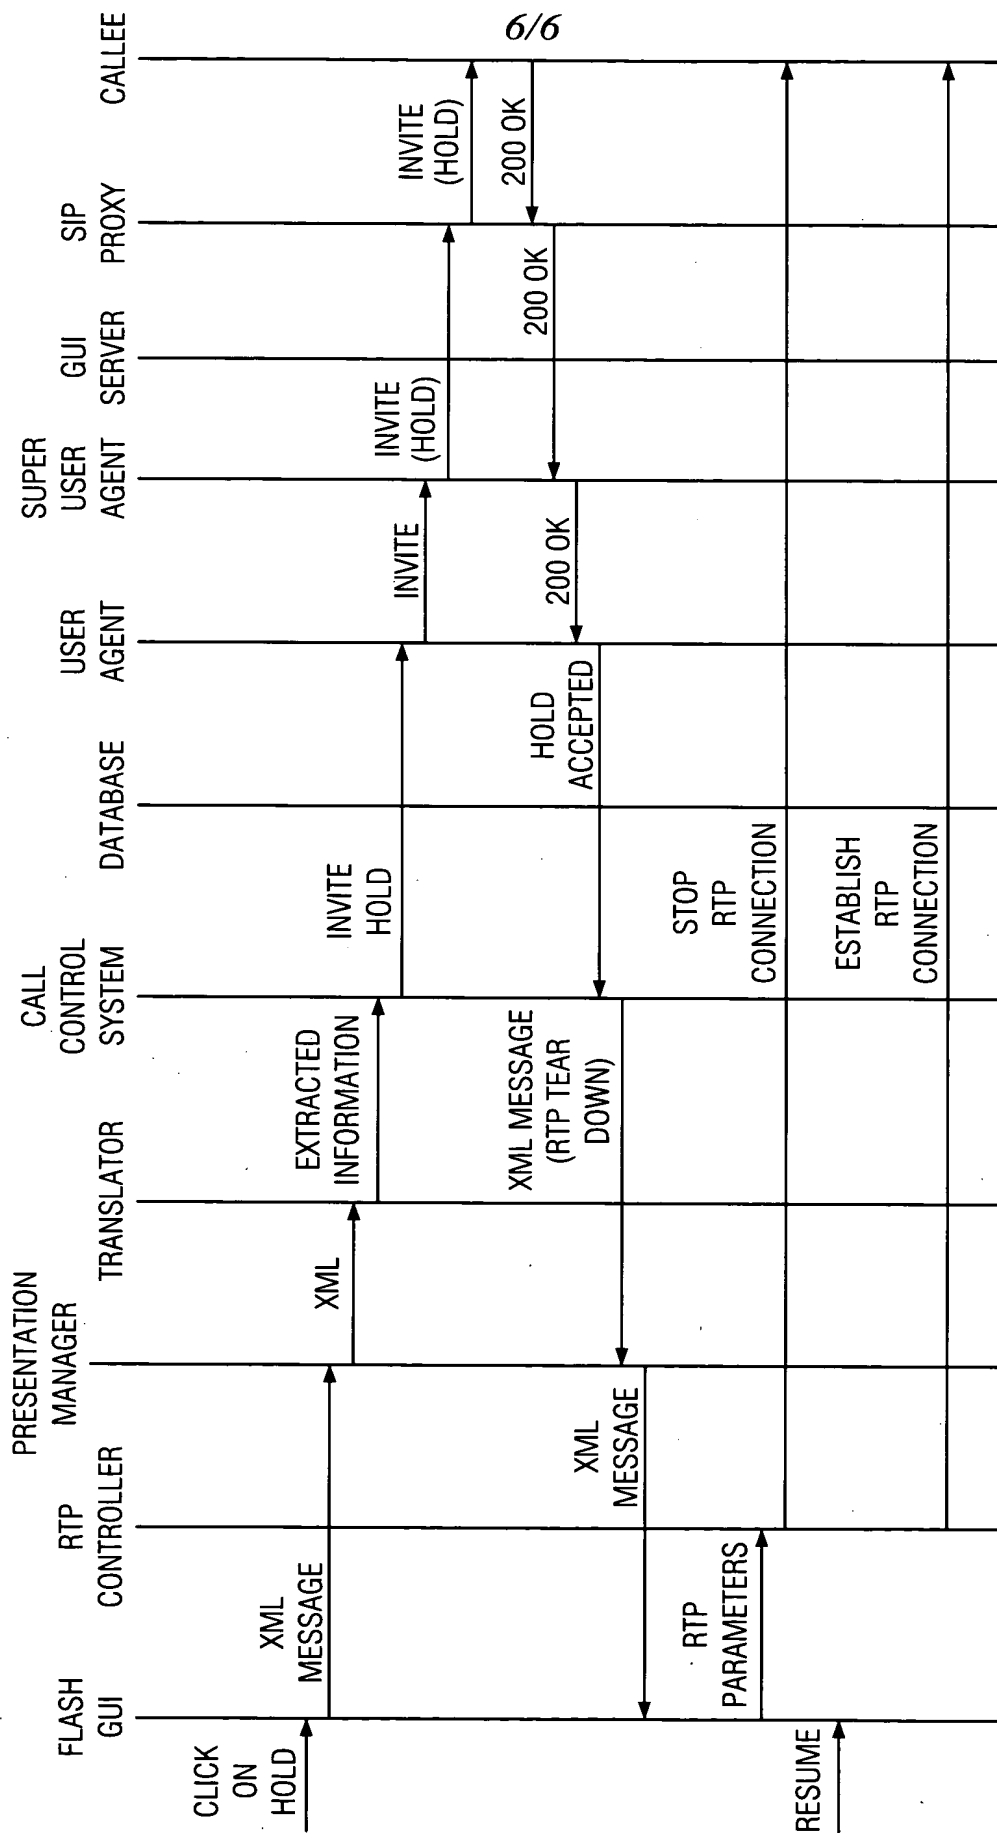 6/6
FLASH
GUI
RTP
CONTROLLER
PRESENTATION
MANAGER
TRANSLATOR
CALL
CONTROL
SYSTEM
DATABASE
USER
AGENT
SUPER
USER
AGENT
GUI
SERVER
SIP
PROXY
CALLEE
CLICK
ON
HOLD
XML
MESSAGE
XML
EXTRACTED
INFORMATION
INVITE
HOLD
INVITE
INVITE
(HOLD)
INVITE
(HOLD)
200 OK
200 OK
200 OK
HOLD
ACCEPTED
XML MESSAGE
(RTP TEAR
DOWN)
XML
MESSAGE
RTP
PARAMETERS
STOP
RTP
CONNECTION
RESUME
ESTABLISH
RTP
CONNECTION